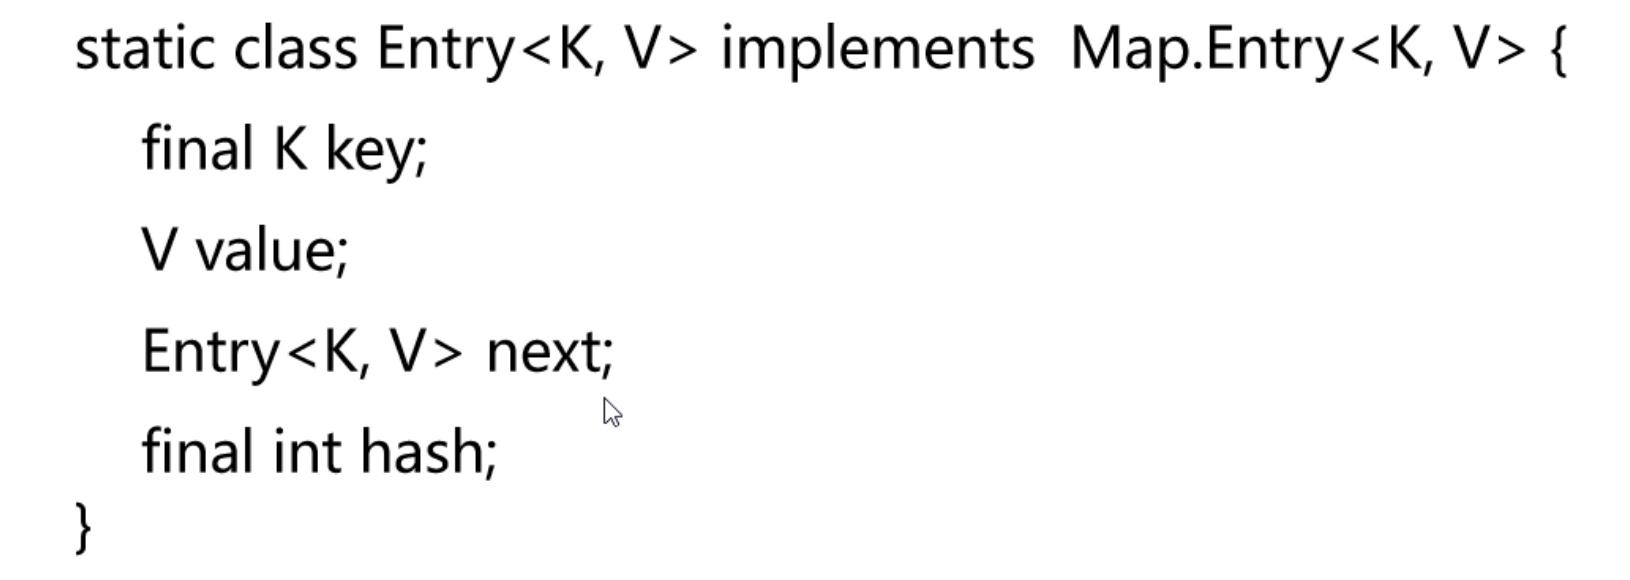 static class Entry<K, V> implements  Map.Entry<K, V> {
final K key;
V value;
Entry<K, V> next;
final int hash;
}